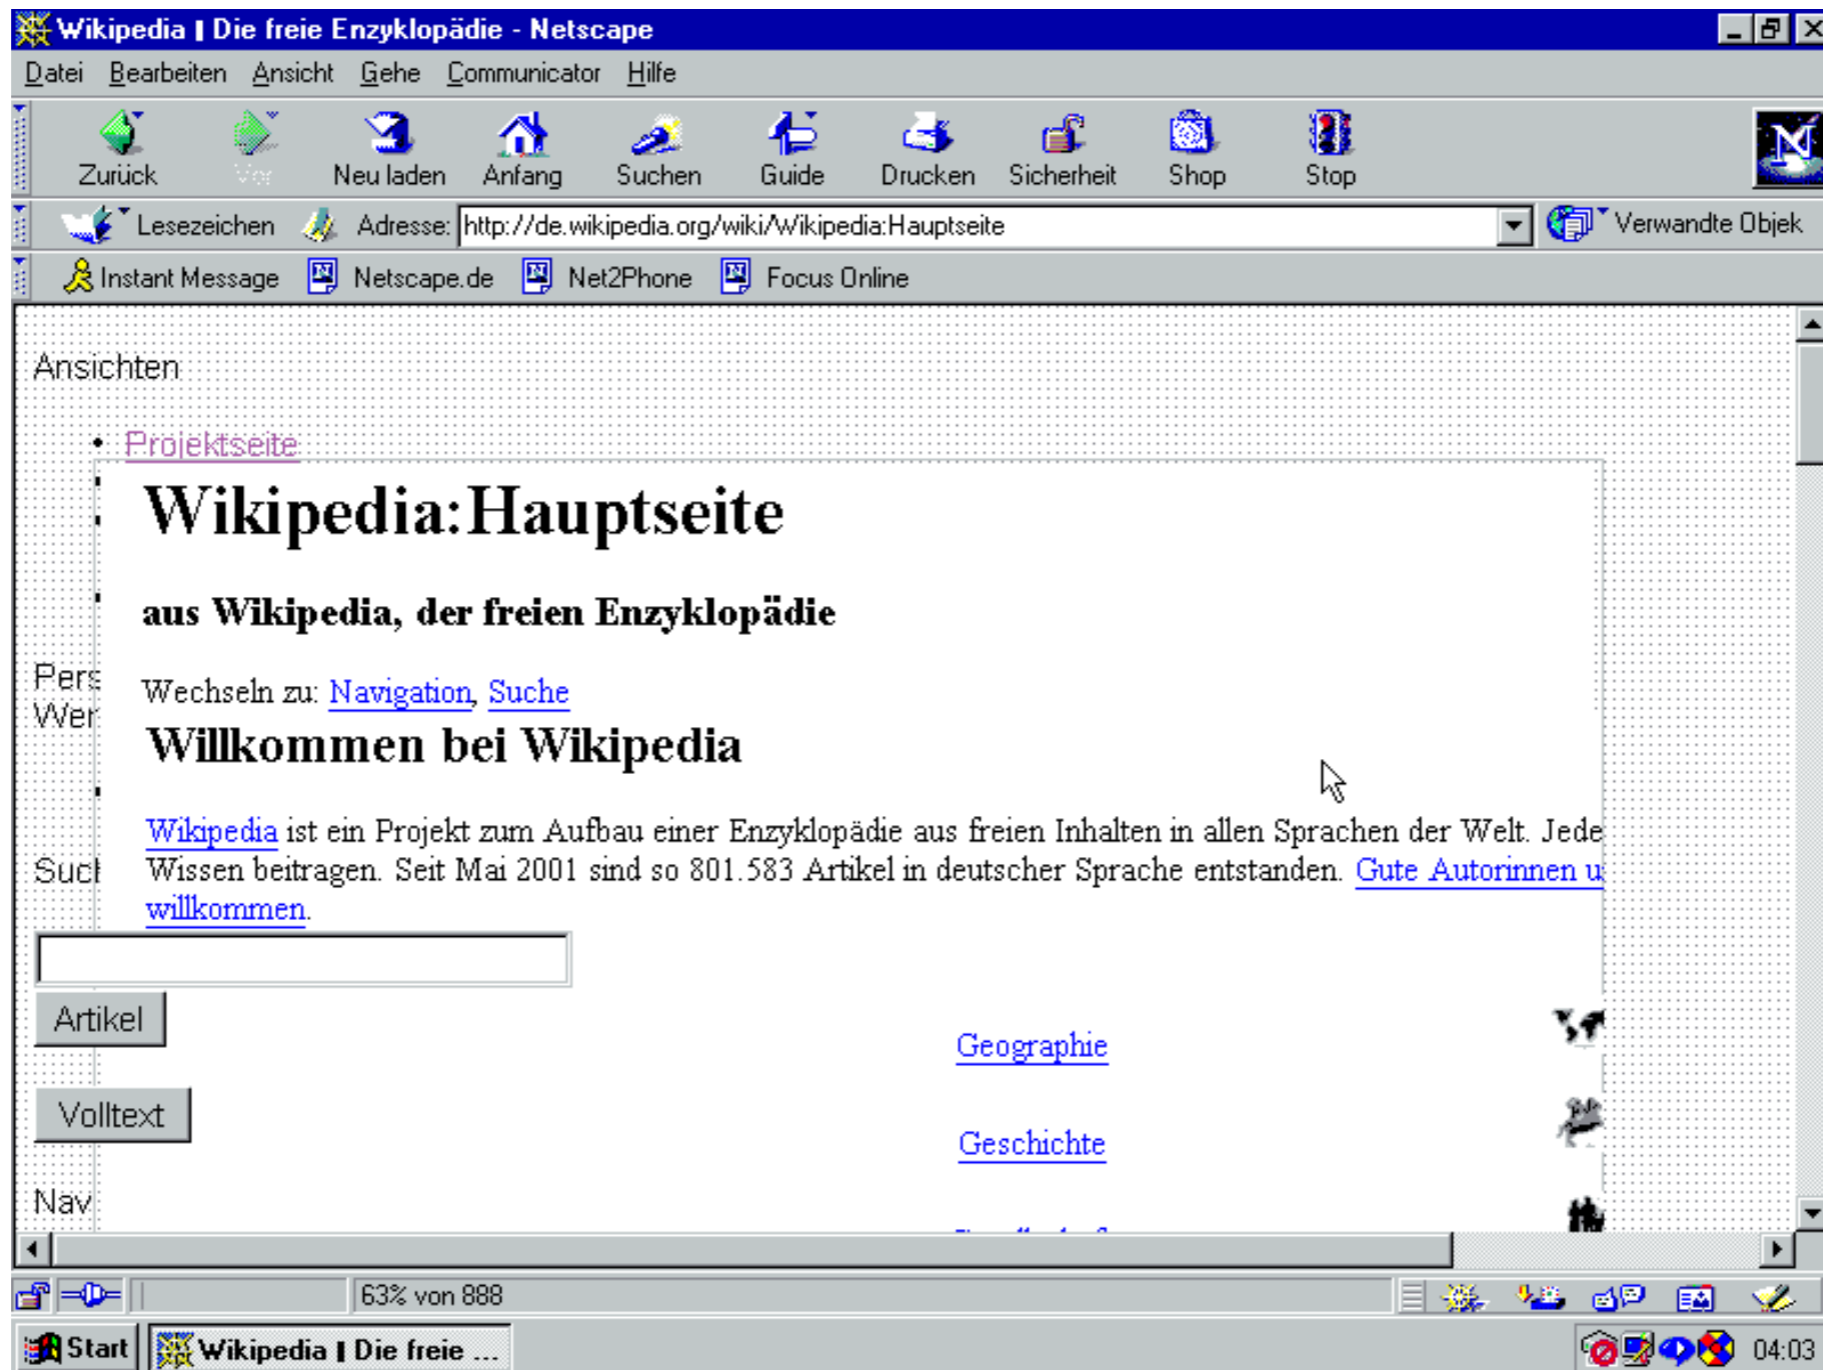 Wikipedia | Die freie Enzyklopädie - Netscape
Datei Bearbeiten Ansicht Gehe Communicator Hilfe
Zurück Vor Neu laden Anfang Suchen Guide Drucken Sicherheit Shop Stop
Lesezeichen Adresse: http://de.wikipedia.org/wiki/Wikipedia:Hauptseite Verwandte Objek
Instant Message Netscape.de Net2Phone Focus Online
Ansichten
Projektseite
Wikipedia:Hauptseite
aus Wikipedia, der freien Enzyklopädie
Pers
Wechseln zu: Navigation, Suche
Wer
Willkommen bei Wikipedia
Wikipedia ist ein Projekt zum Aufbau einer Enzyklopädie aus freien Inhalten in allen Sprachen der Welt. Jede
Such
Wissen beitragen. Seit Mai 2001 sind so 801.583 Artikel in deutscher Sprache entstanden. Gute Autorinnen u
willkommen.
Artikel
Geographie
Volltext
Geschichte
Nav
63% von 888
Start Wikipedia | Die freie ... 04:03